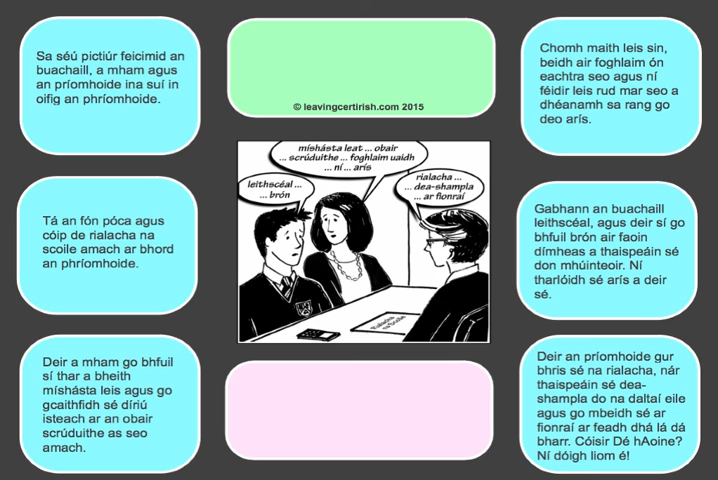 Sa séú pictiúr feicimid an
buachaill, a mham agus
an príomhoide ina suí in
oifig an phríomhoide.
Tá an fón póca agus
cóip de rialacha na
scoile amach ar bhord
an phríomhoide.
Deir a mham go bhfuil
sí thar a bheith
míshásta leis agus go
gcaithfidh sé díriú
isteach ar an obair
scrúduithe as seo
amach.
© leavingcertirish.com 2015
míshásta leat ... obair
... scrúduithe ... foghlaim uaidh
... ní ... arís
leithscéal ...
... brón
rialacha ...
... dea-shampla
... ar fionraí
Rialacha
na Scoile
Chomh maith leis sin,
beidh air foghlaim ón
eachtra seo agus ní
féidir leis rud mar seo a
dhéanamh sa rang go
deo arís.
Gabhann an buachaill
leithscéal, agus deir sí go
bhfuil brón air faoin
dímheas a thaispeáin sé
don mhúinteoir. Ní
tharlóidh sé arís a deir
sé.
Deir an príomhoide gur
bhris sé na rialacha, nár
thaispeáin sé dea-
shampla do na daltaí eile
agus go mbeidh sé ar
fionraí ar feadh dhá lá dá
bharr. Cóisir Dé hAoine?
Ní dóigh liom é!